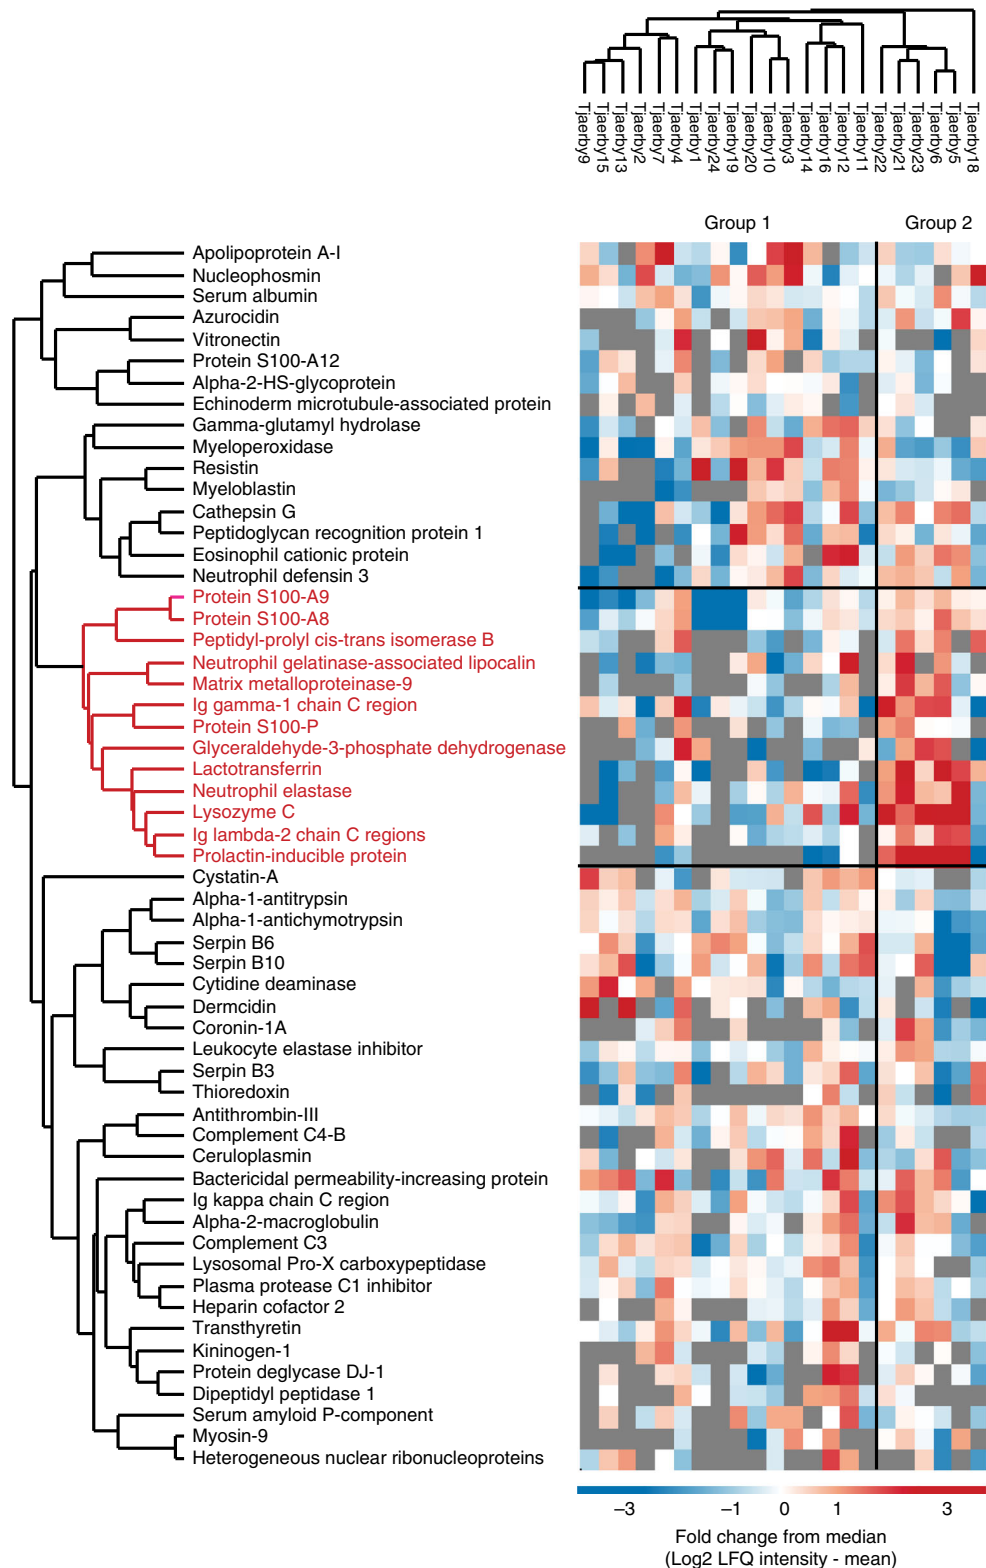 Tjaerby9
Tjaerby15
Tjaerby13
Tjaerby2
Tjaerby7
Tjaerby4
Tjaerby1
Tjaerby24
Tjaerby19
Tjaerby20
Tjaerby10
Tjaerby3
Tjaerby14
Tjaerby16
Tjaerby12
Tjaerby11
Tjaerby22
Tjaerby21
Tjaerby23
Tjaerby6
Tjaerby5
Tjaerby18
Group 1
Group 2
Apolipoprotein A-I
Nucleophosmin
Serum albumin
Azurocidin
Vitronectin
Protein S100-A12
Alpha-2-HS-glycoprotein
Echinoderm microtubule-associated protein
Gamma-glutamyl hydrolase
Myeloperoxidase
Resistin
Myeloblastin
Cathepsin G
Peptidoglycan recognition protein 1
Eosinophil cationic protein
Neutrophil defensin 3
Protein S100-A9
Protein S100-A8
Peptidyl-prolyl cis-trans isomerase B
Neutrophil gelatinase-associated lipocalin
Matrix metalloproteinase-9
Ig gamma-1 chain C region
Protein S100-P
Glyceraldehyde-3-phosphate dehydrogenase
Lactotransferrin
Neutrophil elastase
Lysozyme C
Ig lambda-2 chain C regions
Prolactin-inducible protein
Cystatin-A
Alpha-1-antitrypsin
Alpha-1-antichymotrypsin
Serpin B6
Serpin B10
Cytidine deaminase
Dermcidin
Coronin-1A
Leukocyte elastase inhibitor
Serpin B3
Thioredoxin
Antithrombin-III
Complement C4-B
Ceruloplasmin
Bactericidal permeability-increasing protein
Ig kappa chain C region
Alpha-2-macroglobulin
Complement C3
Lysosomal Pro-X carboxypeptidase
Plasma protease C1 inhibitor
Heparin cofactor 2
Transthyretin
Kininogen-1
Protein deglycase DJ-1
Dipeptidyl peptidase 1
Serum amyloid P-component
Myosin-9
Heterogeneous nuclear ribonucleoproteins
−3 −1 0 1 3
Fold change from median
(Log2 LFQ intensity - mean)